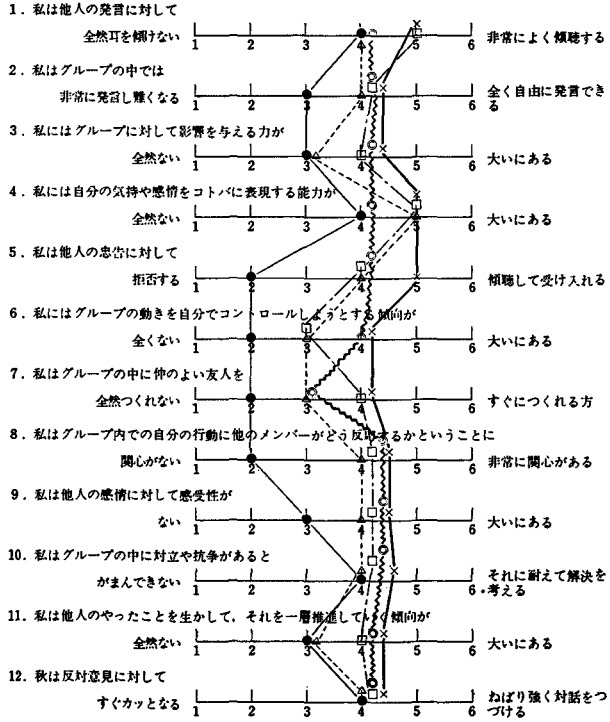 1. 私は他人の発言に対して
全然耳を傾けない 1 2 3 4 5 6 非常によく傾聴する
2. 私はグループの中では
非常に発言し難くなる 1 2 3 4 5 6 全く自由に発言でき
る
3. 私にはグループに対して影響を与える力が
全然ない 1 2 3 4 5 6 大いにある
4. 私には自分の気持や感情をコトバに表現する能力が
全然ない 1 2 3 4 5 6 大いにある
5. 私は他人の忠告に対して
拒否する 1 2 3 4 5 6 傾聴して受け入れる
6. 私にはグループの動きを自分でコントロールしようとする傾向が
全くない 1 2 3 4 5 6 大いにある
7. 私はグループの中に仲のよい友人を
全然つくれない 1 2 3 4 5 6 すぐにつくれる方
8. 私はグループ内での自分の行動に他のメンバーがどう反応するかということに
関心がない 1 2 3 4 5 6 非常に関心がある
9. 私は他人の感情に対して感受性が
ない 1 2 3 4 5 6 大いにある
10. 私はグループの中に対立や抗争があると
がまんできない 1 2 3 4 5 6 それに耐えて解決を
考える
11. 私は他人のやったことを生かして,それを一層推進していく傾向が
全然ない 1 2 3 4 5 6 大いにある
12. 秋は反対意見に対して
すぐカッとなる 1 2 3 4 5 6 ねばり強く対話をつ
づける